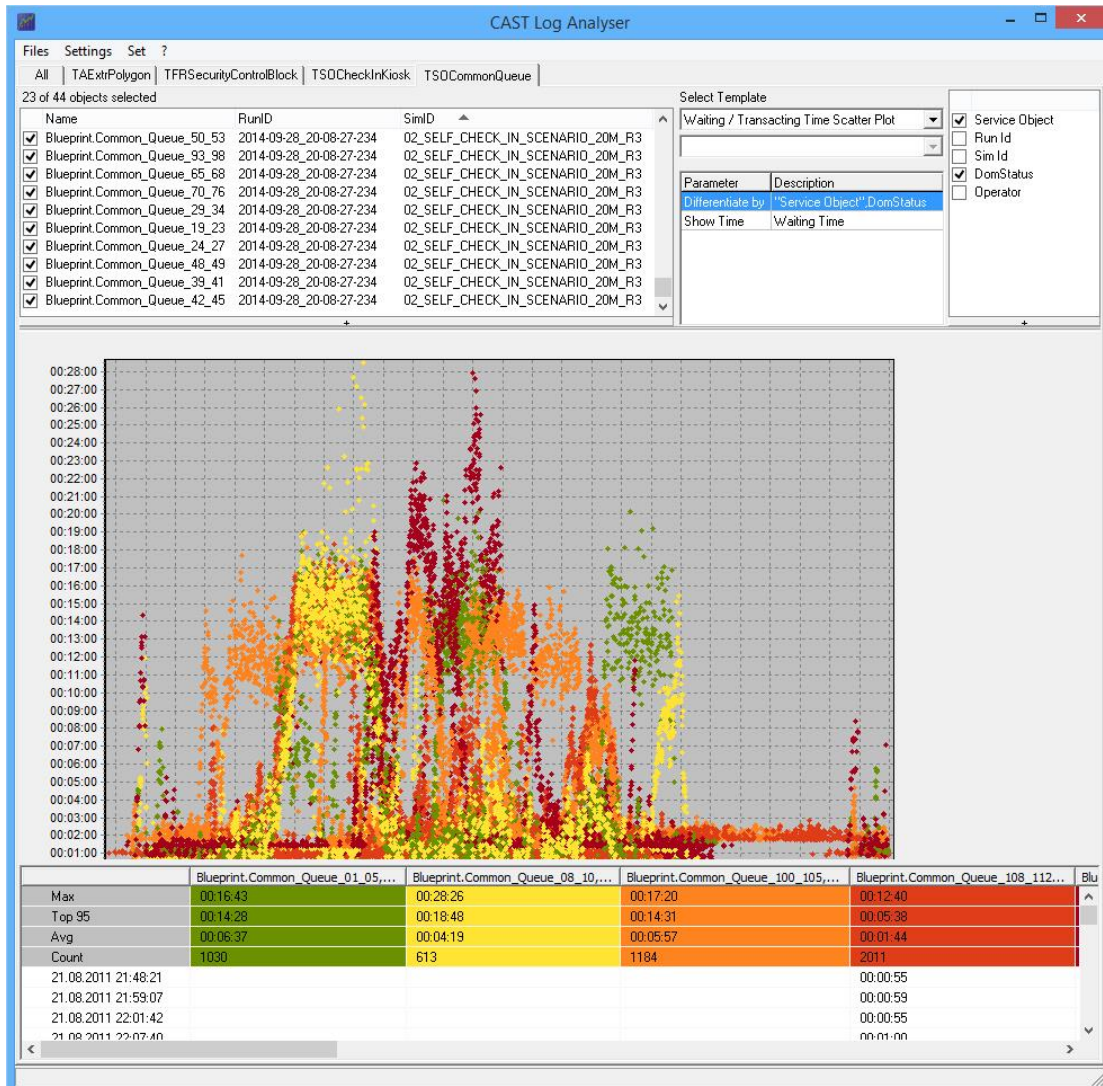 CAST Log Analyser
Files Settings Set ?
All TAExtrPolygon TFRSecurityControlBlock TSOCheckInKiosk TSOCommonQueue
23 of 44 objects selected
Name RunID SimID
Blueprint.Common_Queue_50_53 2014-09-28_20-08-27-234 02_SELF_CHECK_IN_SCENARIO_20M_R3
Blueprint.Common_Queue_93_98 2014-09-28_20-08-27-234 02_SELF_CHECK_IN_SCENARIO_20M_R3
Blueprint.Common_Queue_65_68 2014-09-28_20-08-27-234 02_SELF_CHECK_IN_SCENARIO_20M_R3
Blueprint.Common_Queue_70_76 2014-09-28_20-08-27-234 02_SELF_CHECK_IN_SCENARIO_20M_R3
Blueprint.Common_Queue_29_34 2014-09-28_20-08-27-234 02_SELF_CHECK_IN_SCENARIO_20M_R3
Blueprint.Common_Queue_19_23 2014-09-28_20-08-27-234 02_SELF_CHECK_IN_SCENARIO_20M_R3
Blueprint.Common_Queue_24_27 2014-09-28_20-08-27-234 02_SELF_CHECK_IN_SCENARIO_20M_R3
Blueprint.Common_Queue_48_49 2014-09-28_20-08-27-234 02_SELF_CHECK_IN_SCENARIO_20M_R3
Blueprint.Common_Queue_39_41 2014-09-28_20-08-27-234 02_SELF_CHECK_IN_SCENARIO_20M_R3
Blueprint.Common_Queue_42_45 2014-09-28_20-08-27-234 02_SELF_CHECK_IN_SCENARIO_20M_R3
Select Template
Waiting / Transacting Time Scatter Plot
Parameter Description
Differentiate by "Service Object",DomStatus
Show Time Waiting Time
Service Object
Run Id
Sim Id
DomStatus
Operator
00:28:00
00:27:00
00:26:00
00:25:00
00:24:00
00:23:00
00:22:00
00:21:00
00:20:00
00:19:00
00:18:00
00:17:00
00:16:00
00:15:00
00:14:00
00:13:00
00:12:00
00:11:00
00:10:00
00:09:00
00:08:00
00:07:00
00:06:00
00:05:00
00:04:00
00:03:00
00:02:00
00:01:00
Blueprint.Common_Queue_01_05,... Blueprint.Common_Queue_08_10,... Blueprint.Common_Queue_100_105,... Blueprint.Common_Queue_108_112... Blu
Max 00:16:43 00:28:26 00:17:20 00:12:40
Top 95 00:14:28 00:18:48 00:14:31 00:05:38
Avg 00:06:37 00:04:19 00:05:57 00:01:44
Count 1030 613 1184 2011
21.08.2011 21:48:21 00:00:55
21.08.2011 21:59:07 00:00:59
21.08.2011 22:01:42 00:00:55
21.08.2011 22:07:40 00:01:00